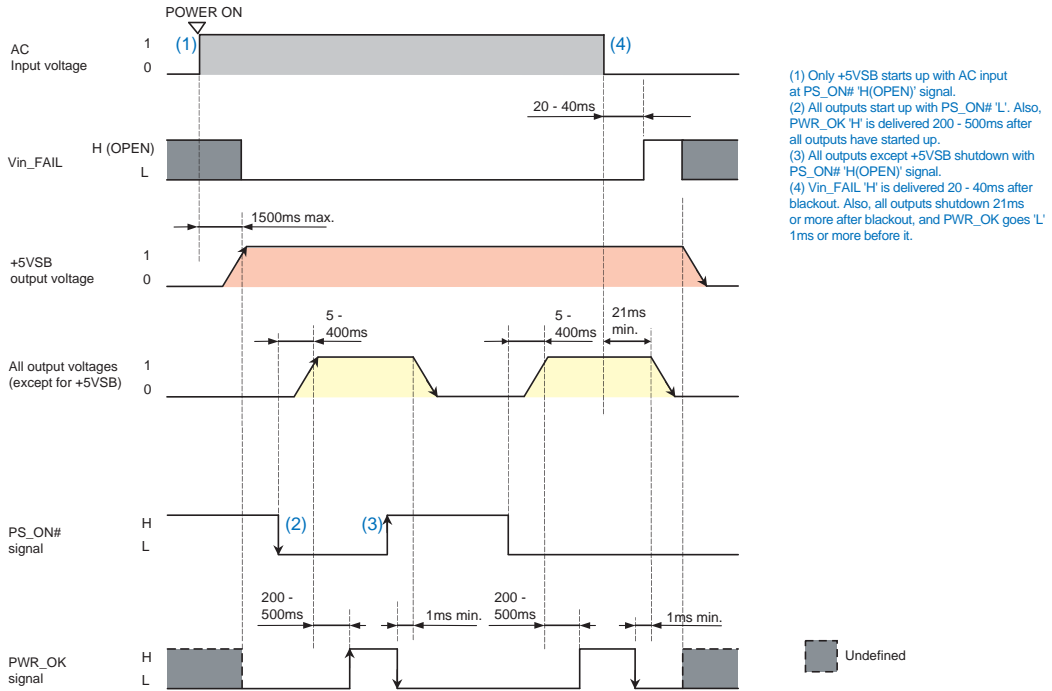 POWER ON
AC
Input voltage
1
0
(1)
(4)
20 - 40ms
Vin_FAIL
H (OPEN)
L
1500ms max.
+5VSB
output voltage
1
0
5 -
400ms
5 -
400ms
21ms
min.
All output voltages
(except for +5VSB)
1
0
PS_ON#
signal
H
L
(2)
(3)
200 -
500ms
1ms min.
200 -
500ms
1ms min.
PWR_OK
signal
H
L
(1) Only +5VSB starts up with AC input
at PS_ON# 'H(OPEN)' signal.
(2) All outputs start up with PS_ON# 'L'. Also,
PWR_OK 'H' is delivered 200 - 500ms after
all outputs have started up.
(3) All outputs except +5VSB shutdown with
PS_ON# 'H(OPEN)' signal.
(4) Vin_FAIL 'H' is delivered 20 - 40ms after
blackout. Also, all outputs shutdown 21ms
or more after blackout, and PWR_OK goes 'L'
1ms or more before it.
Undefined